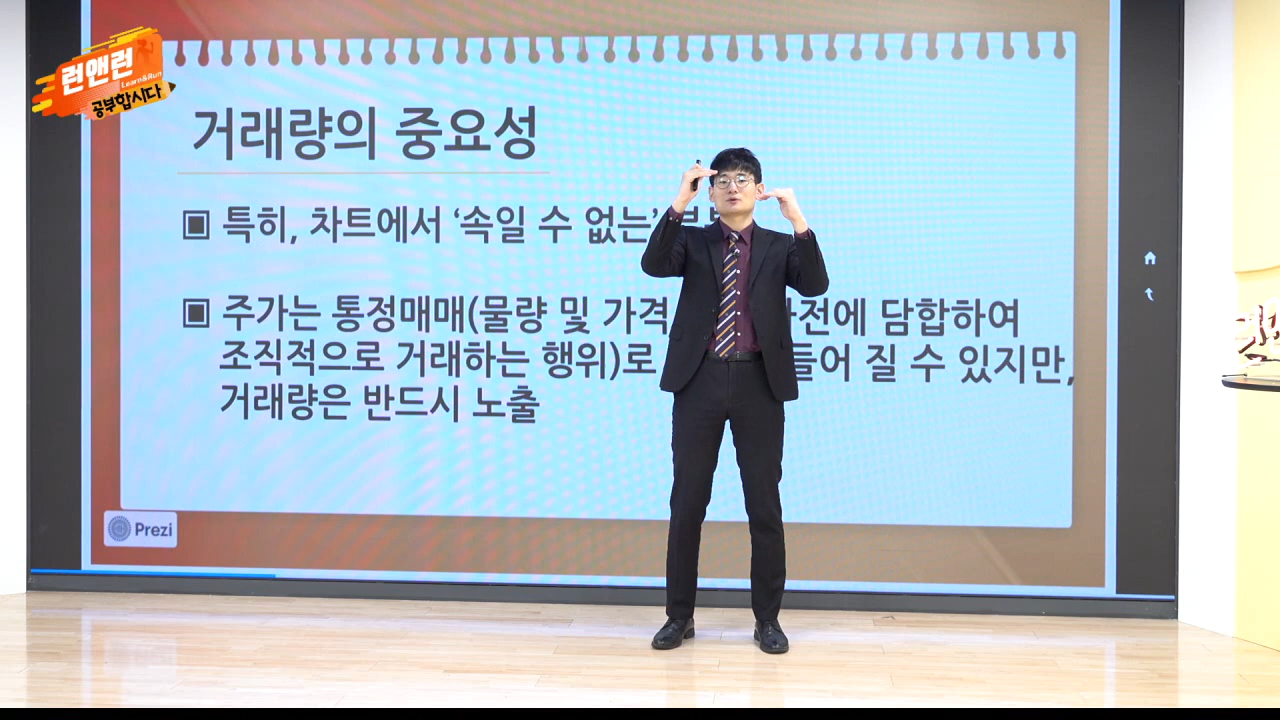 런앤런
Learn&Run
공부합시다
거래량의 중요성
▣ 특히, 차트에서 ‘속일 수 없는’
▣ 주가는 통정매매(물량 및 가격 사전에 담합하여
조직적으로 거래하는 행위)로 들어 질 수 있지만,
거래량은 반드시 노출
Prezi